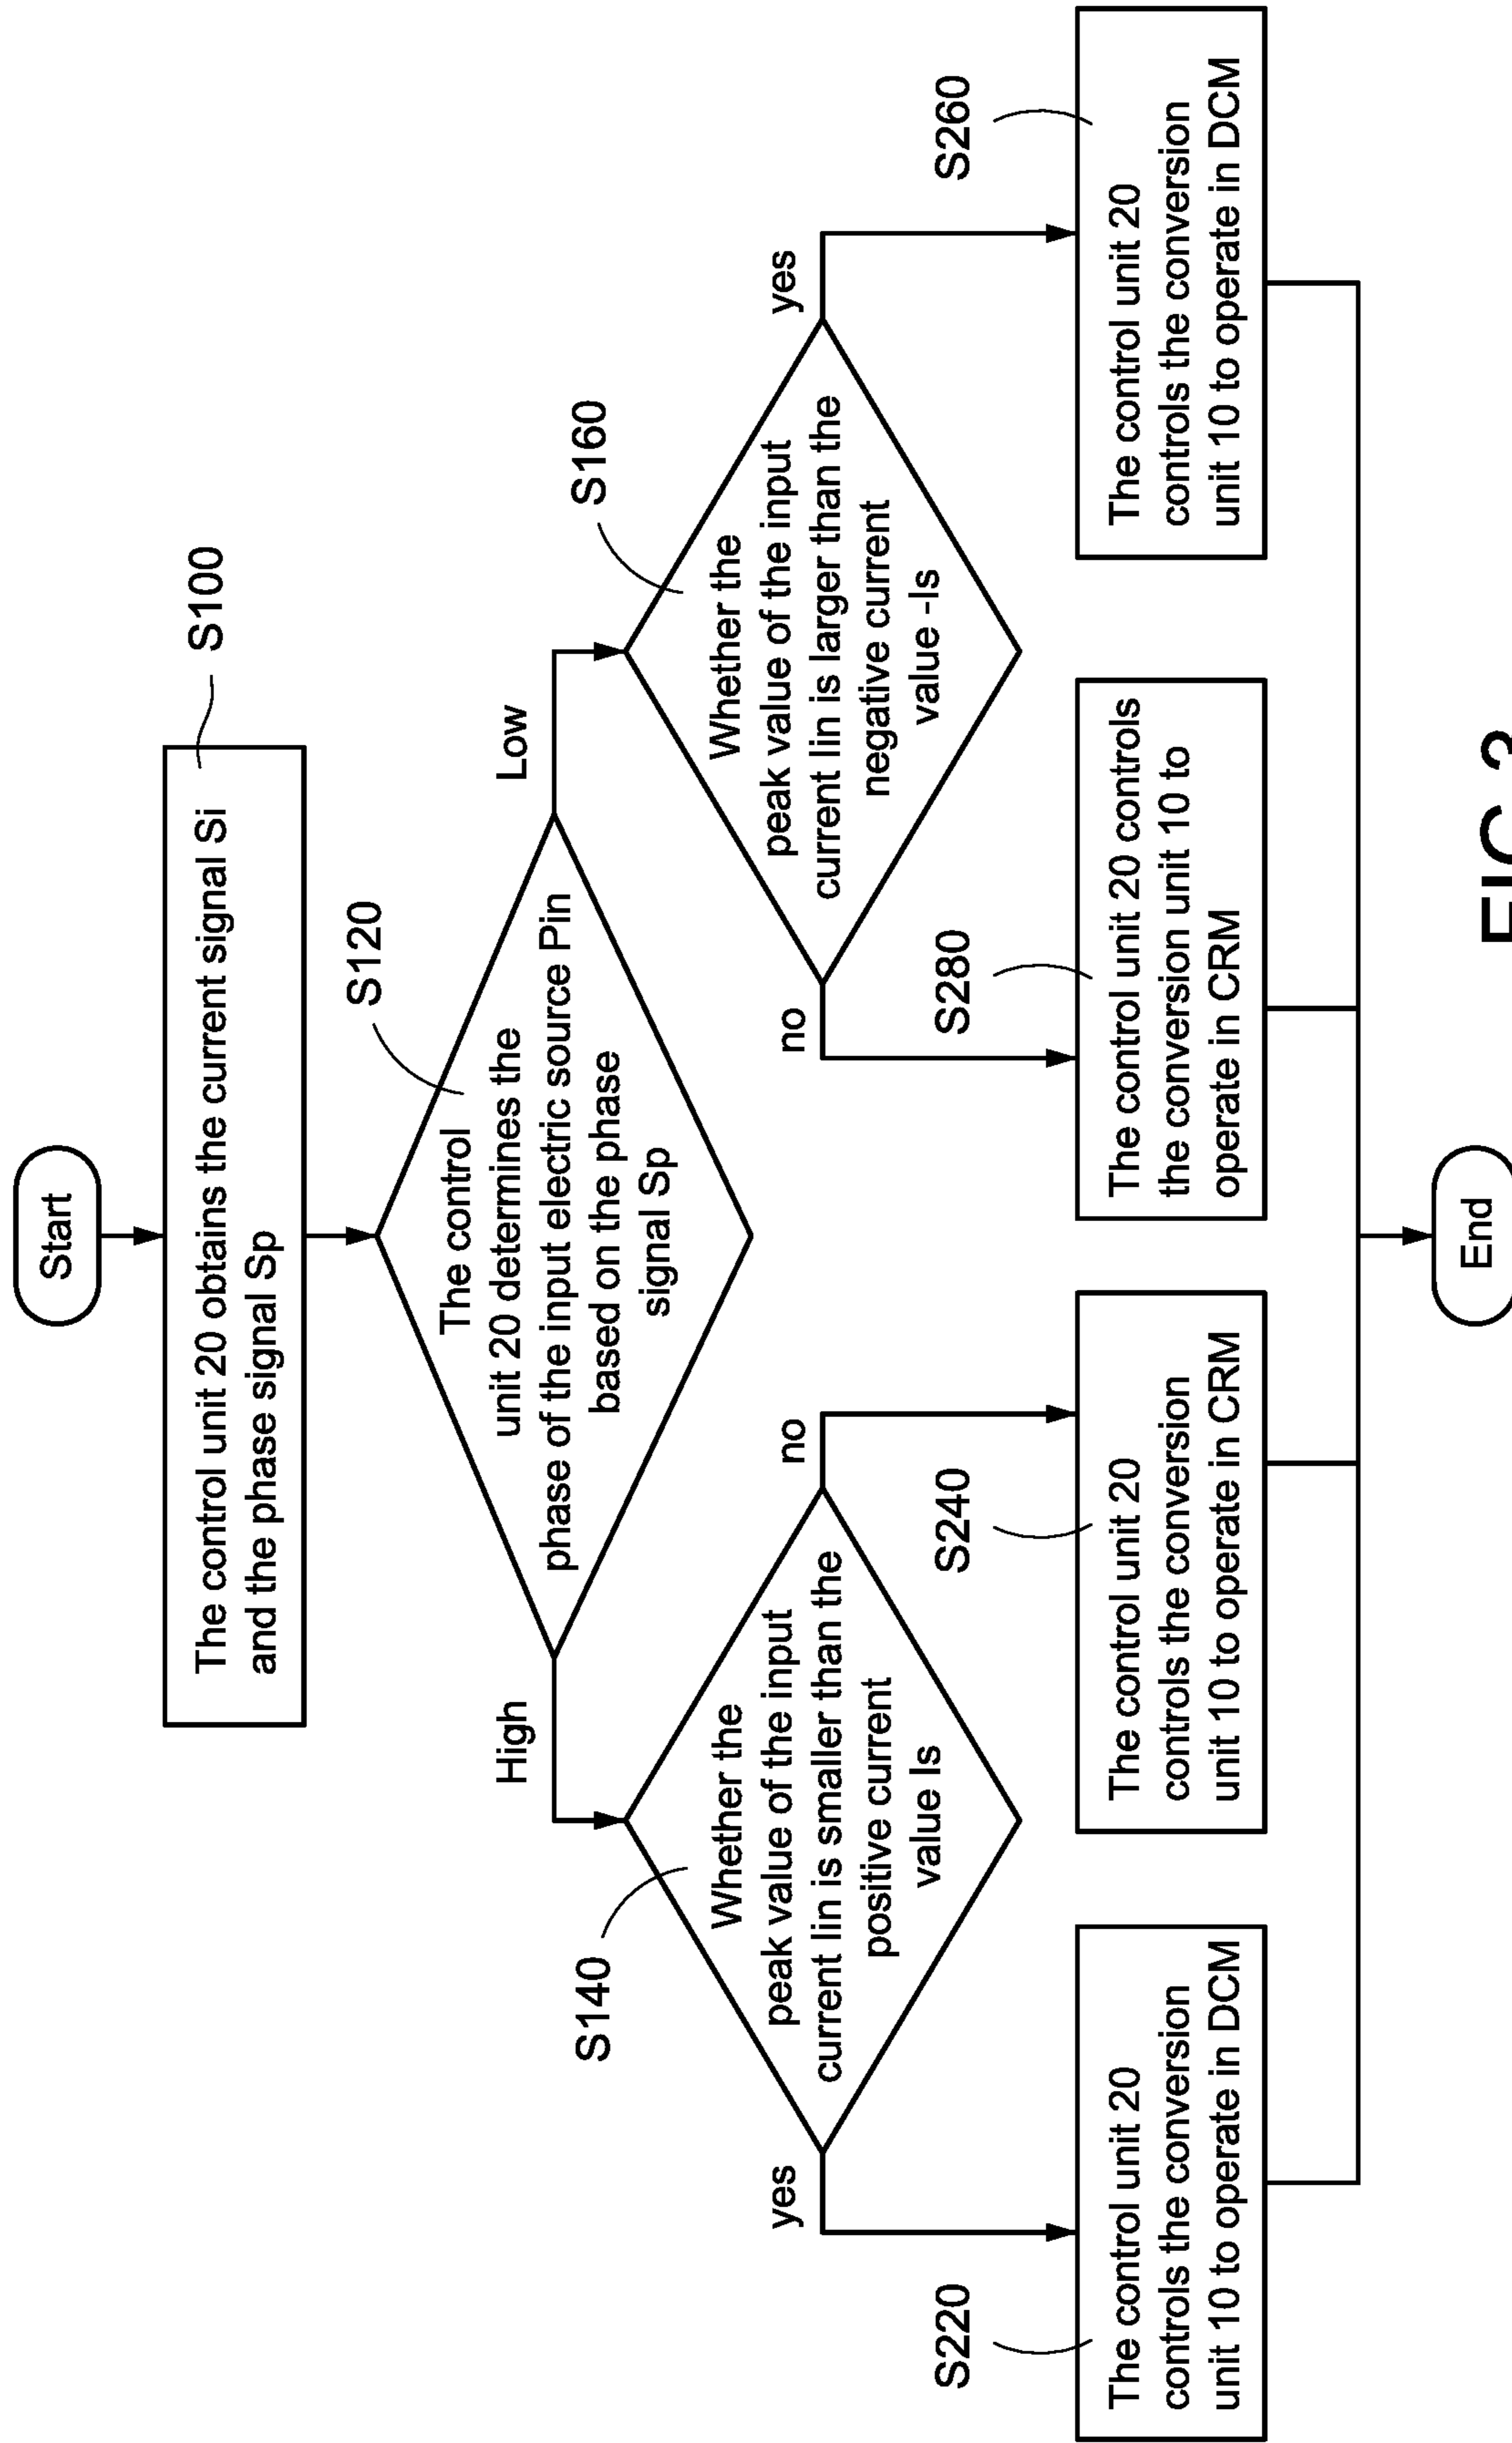 Start
S100
The control unit 20 obtains the current signal Si
and the phase signal Sp
S120
The control
unit 20 determines the
phase of the input electric source Pin
based on the phase
signal Sp
High
Low
S140
Whether the
peak value of the input
current Iin is smaller than the
positive current
value Is
S160
Whether the
peak value of the input
current Iin is larger than the
negative current
value -Is
yes
no
no
yes
S220
The control unit 20
controls the conversion
unit 10 to operate in DCM
S240
The control unit 20
controls the conversion
unit 10 to operate in CRM
S280
The control unit 20 controls
the conversion unit 10 to
operate in CRM
S260
The control unit 20
controls the conversion
unit 10 to operate in DCM
End